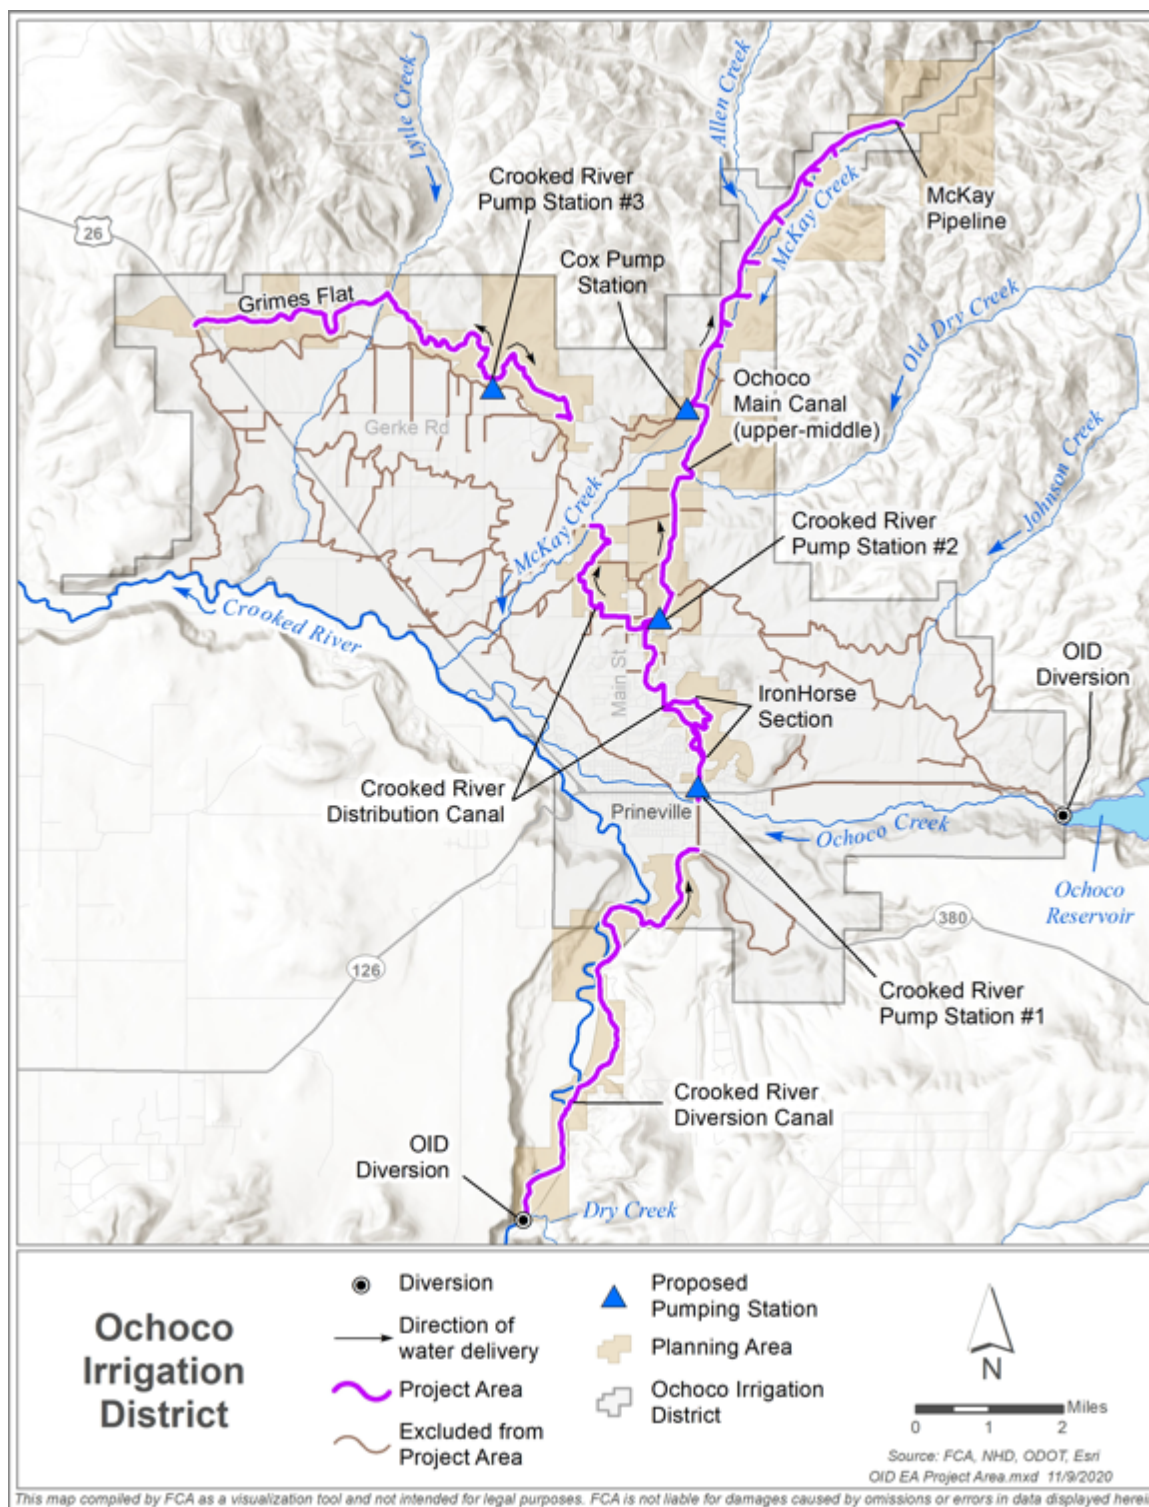 Lytle Creek
Allen Creek
Crooked River
Pump Station #3
McKay
Pipeline
McKay Creek
26
Cox Pump
Station
Grimes Flat
Old Dry Creek
Ochoco
Main Canal
(upper-middle)
Gerke Rd
Johnson Creek
McKay Creek
Crooked River
Pump Station #2
Crooked River
OID
Diversion
Main St
IronHorse
Section
Crooked River
Distribution Canal
Prineville
Ochoco Creek
Ochoco
Reservoir
380
126
Crooked River
Pump Station #1
Crooked River
Diversion Canal
OID
Diversion
Dry Creek
Ochoco
Irrigation
District
Diversion
Direction of
water delivery
Project Area
Excluded from
Project Area
Proposed
Pumping Station
Planning Area
Ochoco Irrigation
District
N
Miles
0 1 2
Source: FCA, NHD, ODOT, Esri
OID EA Project Area.mxd 11/9/2020
This map compiled by FCA as a visualization tool and not intended for legal purposes. FCA is not liable for damages caused by omissions or errors in data displayed herein